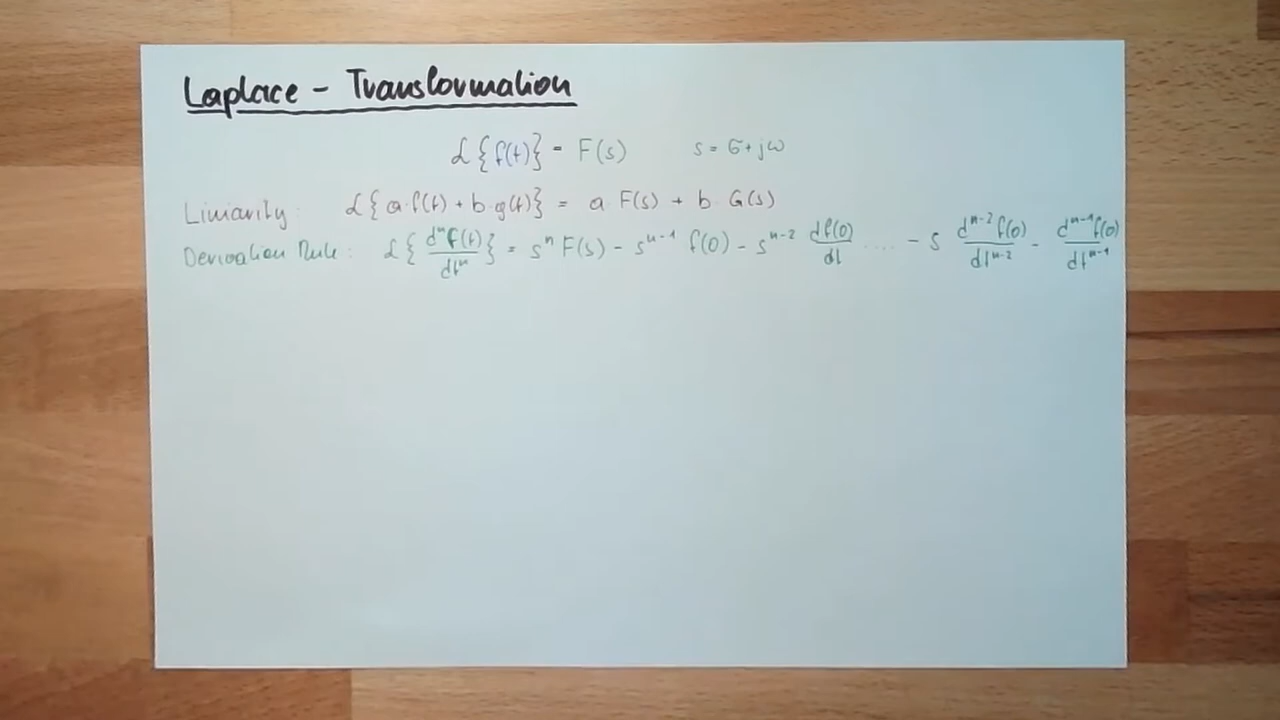 Laplace - Transformation
ℒ{f(t)} = F(s) s = σ + jω
Liniarity: ℒ{a·f(t) + b·g(t)} = a F(s) + b· G(s)
Derivation Rule: ℒ{dⁿf(t)/dtⁿ} = sⁿ F(s) - sⁿ⁻¹ f(0) - sⁿ⁻² df(0)/dt .... - s dⁿ⁻²f(0)/dtⁿ⁻² - dⁿ⁻¹f(0)/dtⁿ⁻¹